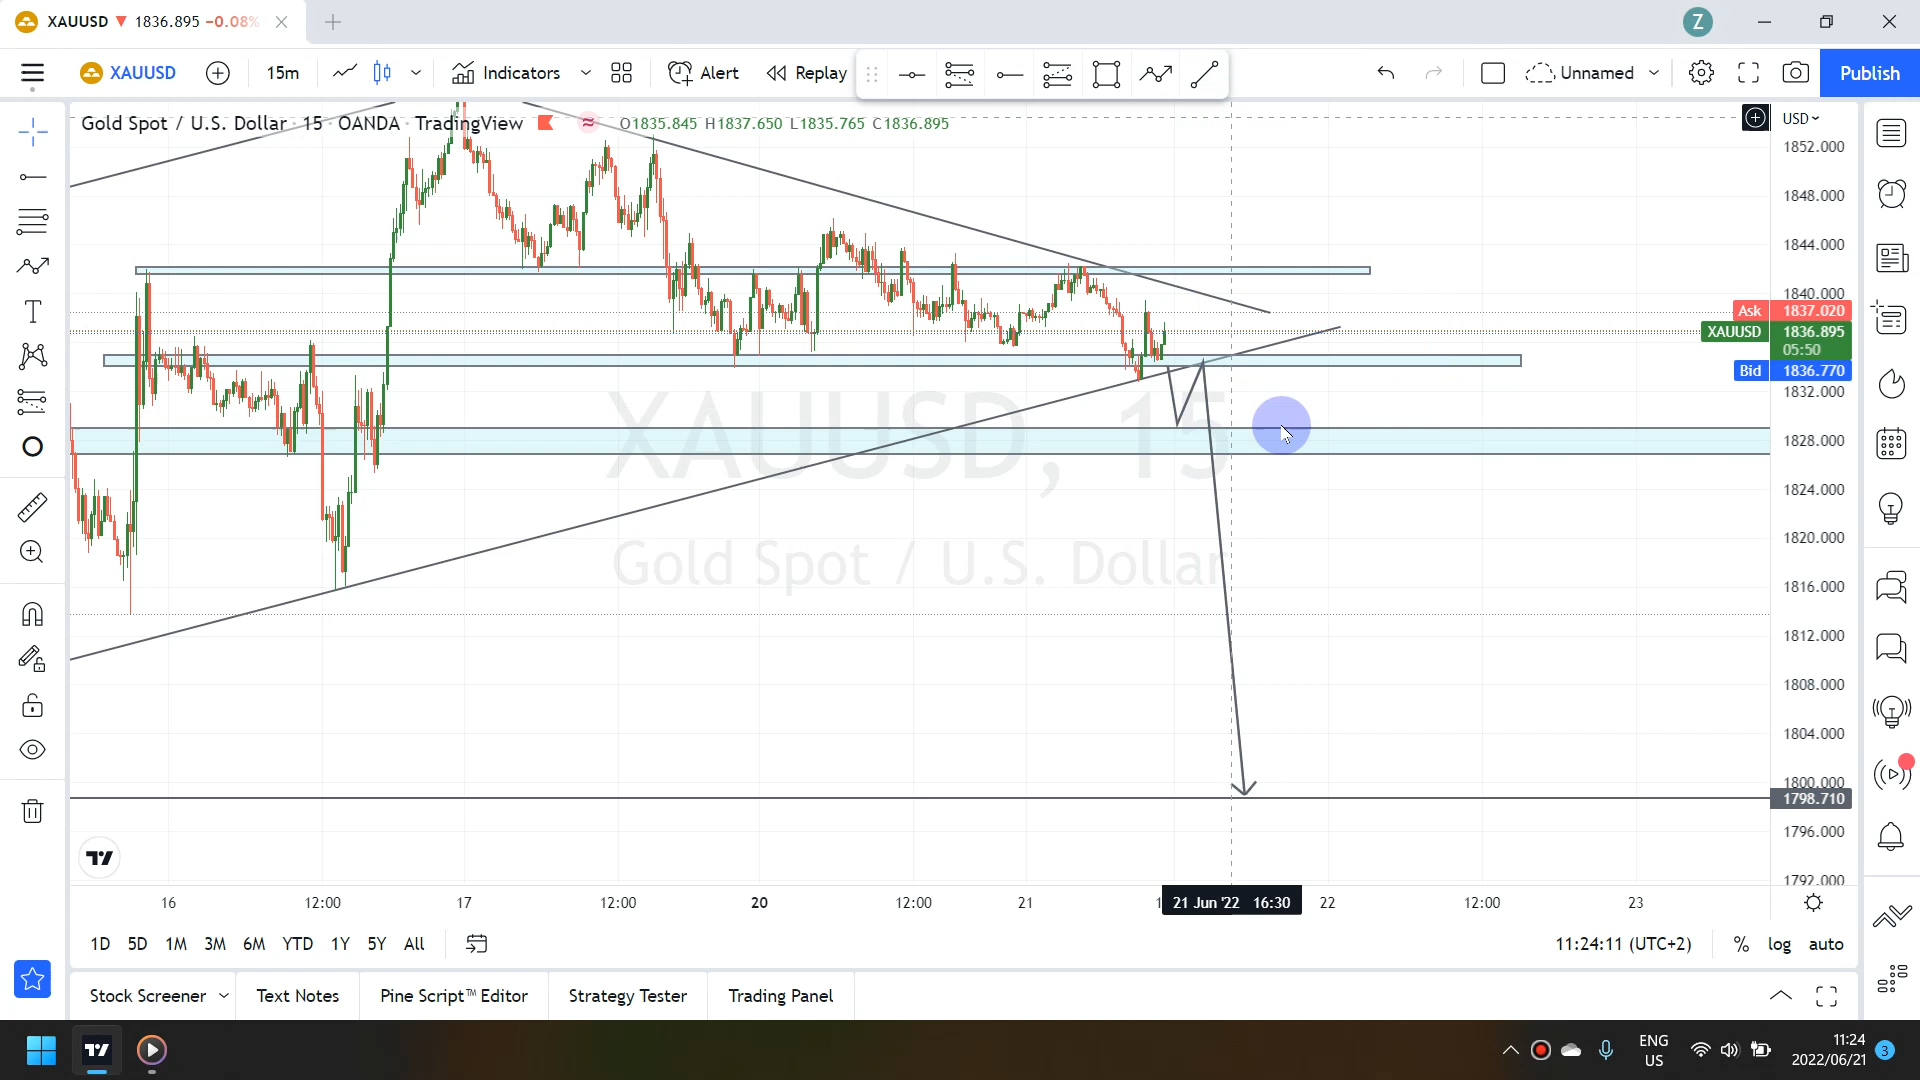 XAUUSD ▼ 1836.895 −0.08%
Z
XAUUSD 15m Indicators Alert Replay Unnamed Publish
Gold Spot / U.S. Dollar · 15 · OANDA · TradingView ≈ O1835.845 H1837.650 L1835.765 C1836.895
USD
1852.000
1848.000
1844.000
1840.000
Ask 1837.020
XAUUSD 1836.895
05:50
Bid 1836.770
1832.000
1828.000
1824.000
1820.000
1816.000
1812.000
1808.000
1804.000
1800.000
1798.710
1796.000
1792.000
XAUUSD, 15
Gold Spot / U.S. Dollar
16 12:00 17 12:00 20 12:00 21 21 Jun '22 16:30 22 12:00 23
1D 5D 1M 3M 6M YTD 1Y 5Y All 11:24:11 (UTC+2) % log auto
Stock Screener Text Notes Pine Script™ Editor Strategy Tester Trading Panel
ENG
US
11:24
2022/06/21
3